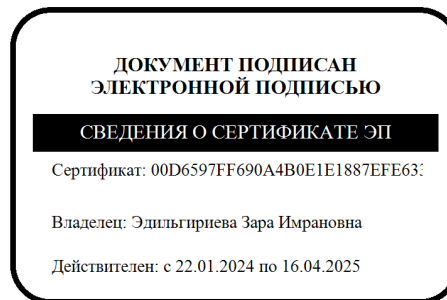 ДОКУМЕНТ ПОДПИСАН
ЭЛЕКТРОННОЙ ПОДПИСЬЮ
СВЕДЕНИЯ О СЕРТИФИКАТЕ ЭП
Сертификат: 00D6597FF690A4B0E1E1887EFE633
Владелец: Эдильгириева Зара Имрановна
Действителен: с 22.01.2024 по 16.04.2025